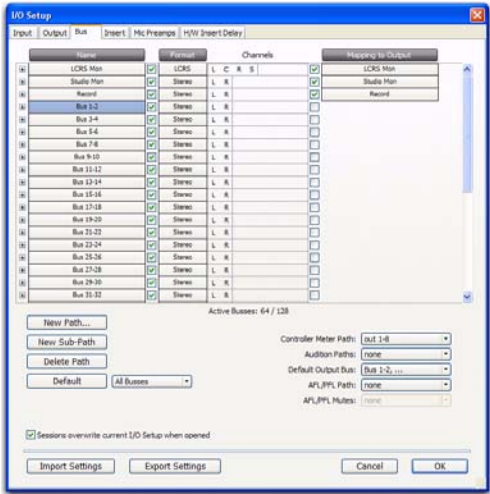 I/O Setup
Input Output Bus Insert Mic Preamps H/W Insert Delay
Name Format Channels Mapping to Output
LCRS Mon LCRS L C R S LCRS Mon
Studio Mon Stereo L R Studio Mon
Record Stereo L R Record
Bus 1-2 Stereo L R
Bus 3-4 Stereo L R
Bus 5-6 Stereo L R
Bus 7-8 Stereo L R
Bus 9-10 Stereo L R
Bus 11-12 Stereo L R
Bus 13-14 Stereo L R
Bus 15-16 Stereo L R
Bus 17-18 Stereo L R
Bus 19-20 Stereo L R
Bus 21-22 Stereo L R
Bus 23-24 Stereo L R
Bus 25-26 Stereo L R
Bus 27-28 Stereo L R
Bus 29-30 Stereo L R
Bus 31-32 Stereo L R
Active Busses: 64 / 128
New Path...
New Sub-Path
Controller Meter Path: out 1-8
Delete Path
Audition Paths: none
Default All Busses
Default Output Bus: Bus 1-2, ...
AFL/PFL Path: none
AFL/PFL Mutes: none
Sessions overwrite current I/O Setup when opened
Import Settings Export Settings Cancel OK